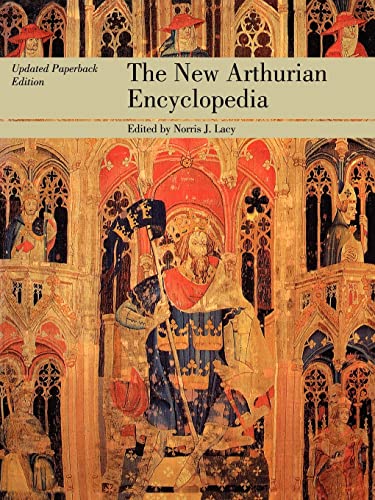 Updated Paperback
Edition
The New Arthurian
Encyclopedia
Edited by Norris J. Lacy